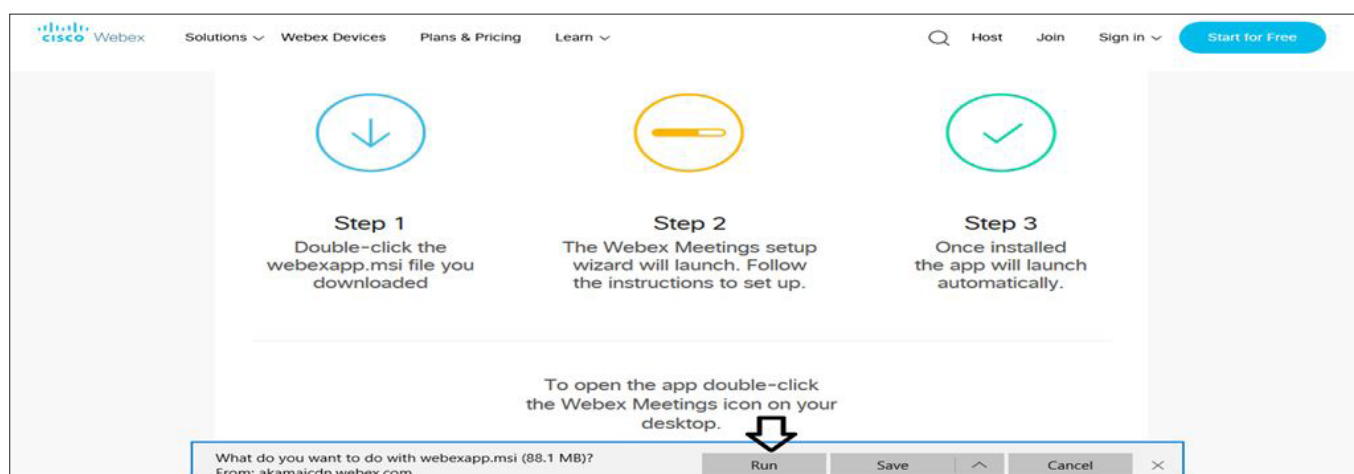 cisco Webex Solutions Webex Devices Plans & Pricing Learn Host Join Sign in Start for Free
Step 1
Double-click the
webexapp.msi file you
downloaded
Step 2
The Webex Meetings setup
wizard will launch. Follow
the instructions to set up.
Step 3
Once installed
the app will launch
automatically.
To open the app double-click
the Webex Meetings icon on your
desktop.
What do you want to do with webexapp.msi (88.1 MB)?
From: akamaicdn.webex.com
Run Save Cancel